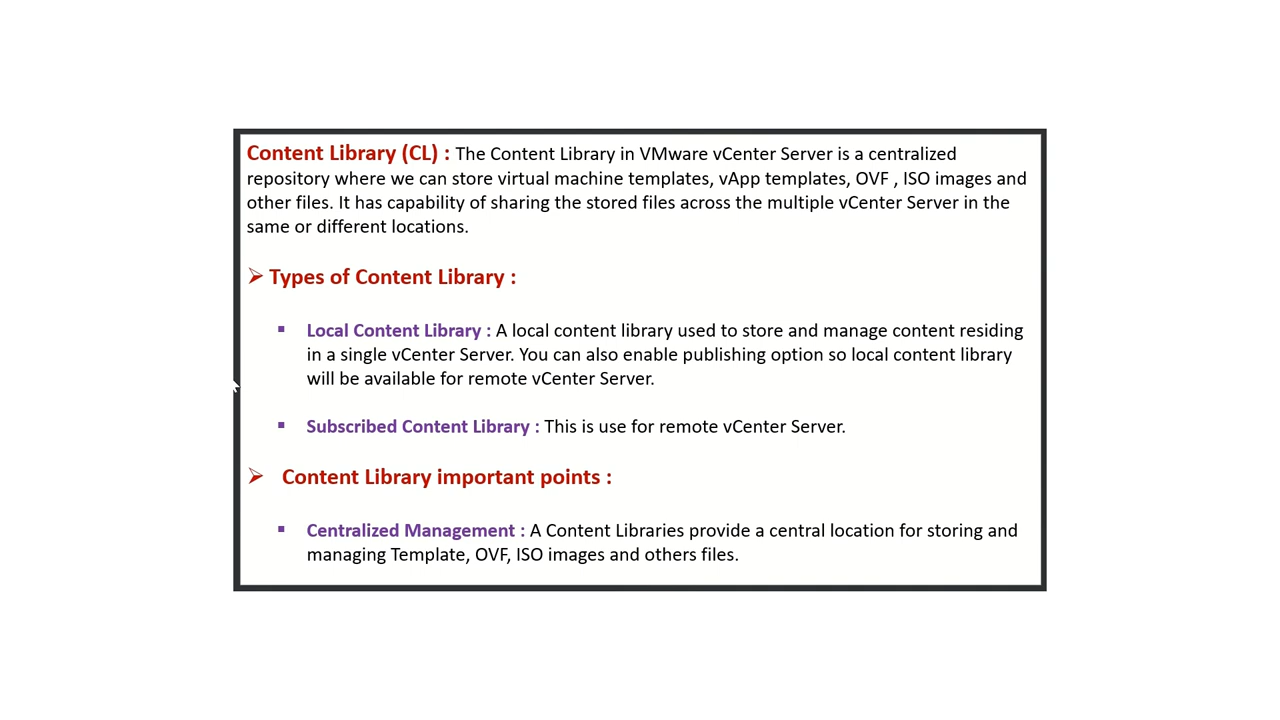 Content Library (CL) : The Content Library in VMware vCenter Server is a centralized
repository where we can store virtual machine templates, vApp templates, OVF , ISO images and
other files. It has capability of sharing the stored files across the multiple vCenter Server in the
same or different locations.
➢ Types of Content Library :
▪ Local Content Library : A local content library used to store and manage content residing
in a single vCenter Server. You can also enable publishing option so local content library
will be available for remote vCenter Server.
▪ Subscribed Content Library : This is use for remote vCenter Server.
➢ Content Library important points :
▪ Centralized Management : A Content Libraries provide a central location for storing and
managing Template, OVF, ISO images and others files.